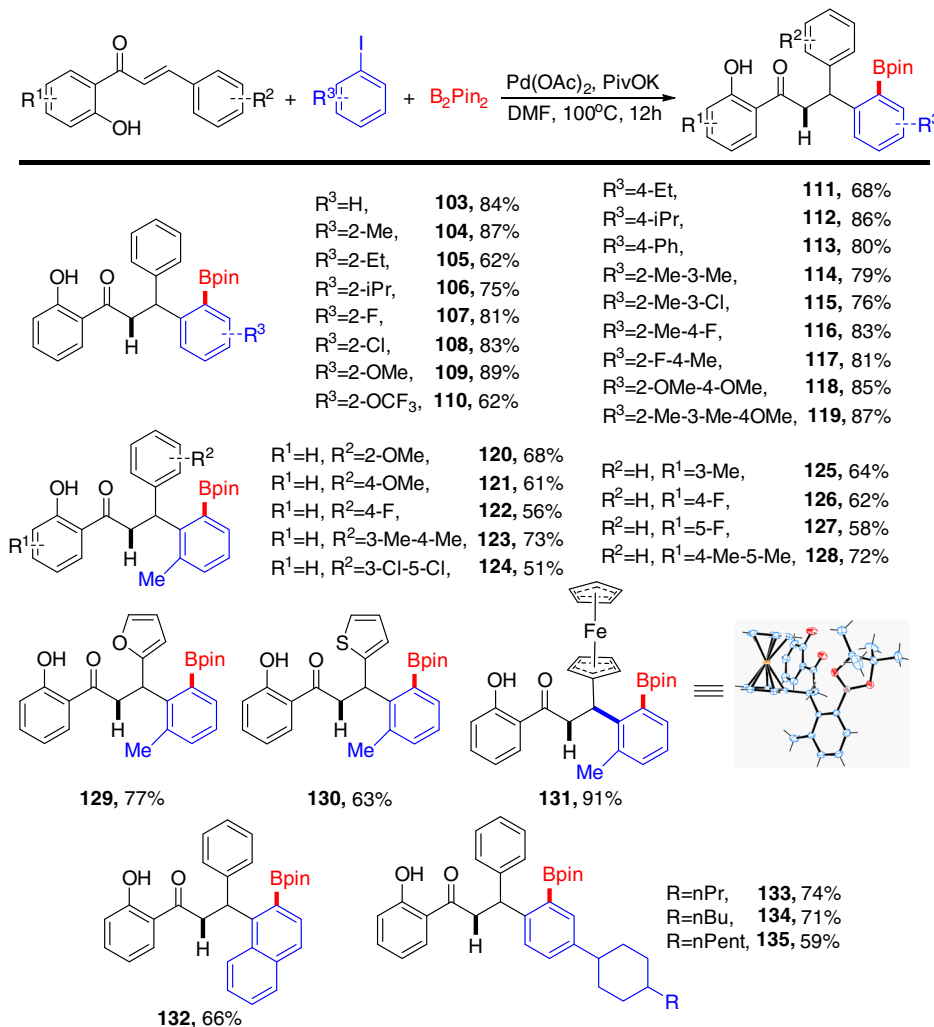 O
I
R²
R¹
R²
R³
OH
+
+
B₂Pin₂
Pd(OAc)₂, PivOK
DMF, 100°C, 12h
OH
O
Bpin
R¹
H
R³
R³=H, 103, 84%
R³=2-Me, 104, 87%
R³=2-Et, 105, 62%
R³=2-iPr, 106, 75%
R³=2-F, 107, 81%
R³=2-Cl, 108, 83%
R³=2-OMe, 109, 89%
R³=2-OCF₃, 110, 62%
R³=4-Et, 111, 68%
R³=4-iPr, 112, 86%
R³=4-Ph, 113, 80%
R³=2-Me-3-Me, 114, 79%
R³=2-Me-3-Cl, 115, 76%
R³=2-Me-4-F, 116, 83%
R³=2-F-4-Me, 117, 81%
R³=2-OMe-4-OMe, 118, 85%
R³=2-Me-3-Me-4OMe, 119, 87%
OH
O
Bpin
H
R³
R²
OH
O
Bpin
R¹
H
Me
R¹=H, R²=2-OMe, 120, 68%
R¹=H, R²=4-OMe, 121, 61%
R¹=H, R²=4-F, 122, 56%
R¹=H, R²=3-Me-4-Me, 123, 73%
R¹=H, R²=3-Cl-5-Cl, 124, 51%
R²=H, R¹=3-Me, 125, 64%
R²=H, R¹=4-F, 126, 62%
R²=H, R¹=5-F, 127, 58%
R²=H, R¹=4-Me-5-Me, 128, 72%
O
OH
O
Bpin
H
Me
129, 77%
S
OH
O
Bpin
H
Me
130, 63%
Fe
OH
O
Bpin
H
Me
131, 91%
OH
O
Bpin
H
132, 66%
OH
O
Bpin
H
R
R=nPr, 133, 74%
R=nBu, 134, 71%
R=nPent, 135, 59%